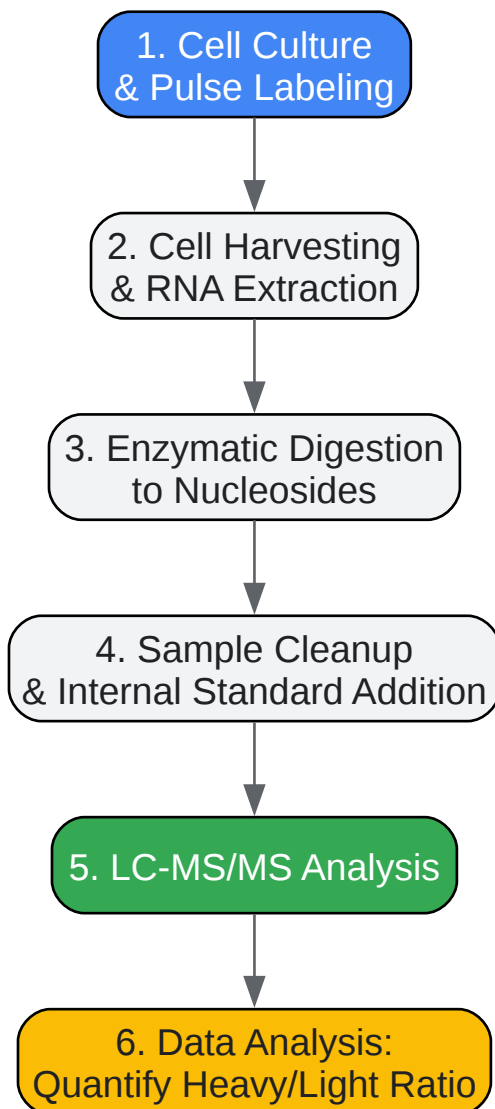 1. Cell Culture
& Pulse Labeling
2. Cell Harvesting
& RNA Extraction
3. Enzymatic Digestion
to Nucleosides
4. Sample Cleanup
& Internal Standard Addition
5. LC-MS/MS Analysis
6. Data Analysis:
Quantify Heavy/Light Ratio